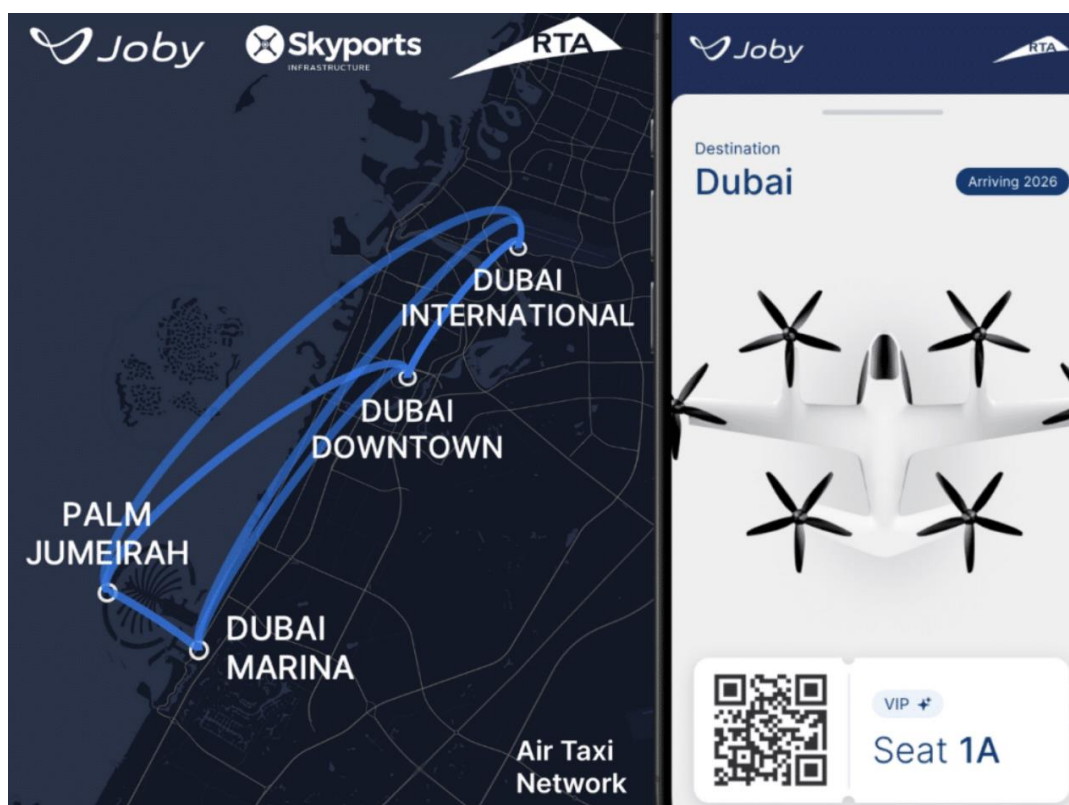 Joby
Skyports
INFRASTRUCTURE
RTA
DUBAI
INTERNATIONAL
DUBAI
DOWNTOWN
PALM
JUMEIRAH
DUBAI
MARINA
Air Taxi
Network
Joby
RTA
Destination
Dubai
Arriving 2026
VIP
Seat 1A